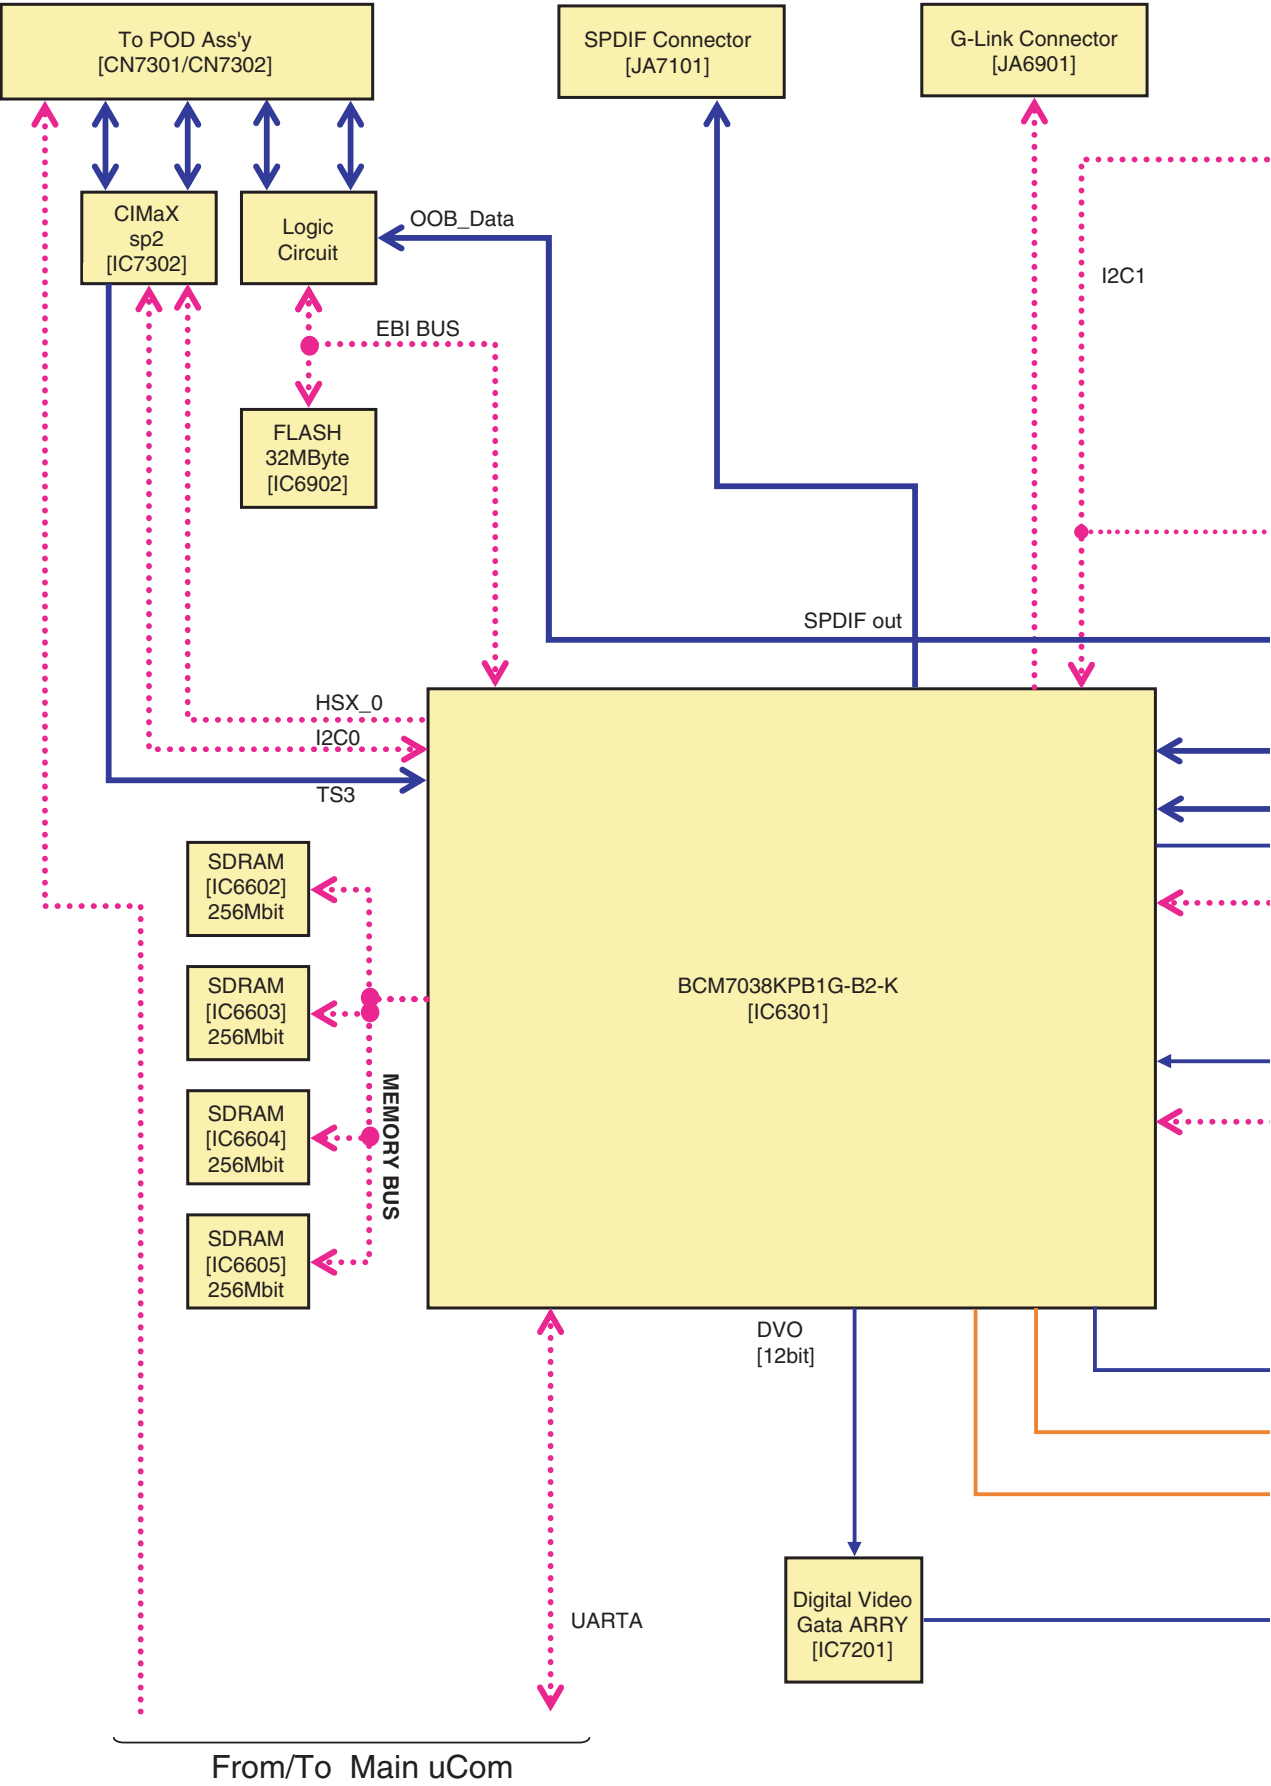 To POD Ass'y
[CN7301/CN7302]
SPDIF Connector
[JA7101]
G-Link Connector
[JA6901]
CIMaX
sp2
[IC7302]
Logic
Circuit
OOB_Data
I2C1
EBI BUS
FLASH
32MByte
[IC6902]
SPDIF out
HSX_0
I2C0
TS3
SDRAM
[IC6602]
256Mbit
SDRAM
[IC6603]
256Mbit
SDRAM
[IC6604]
256Mbit
SDRAM
[IC6605]
256Mbit
MEMORY BUS
BCM7038KPB1G-B2-K
[IC6301]
DVO
[12bit]
UARTA
Digital Video
Gata ARRY
[IC7201]
From/To Main uCom